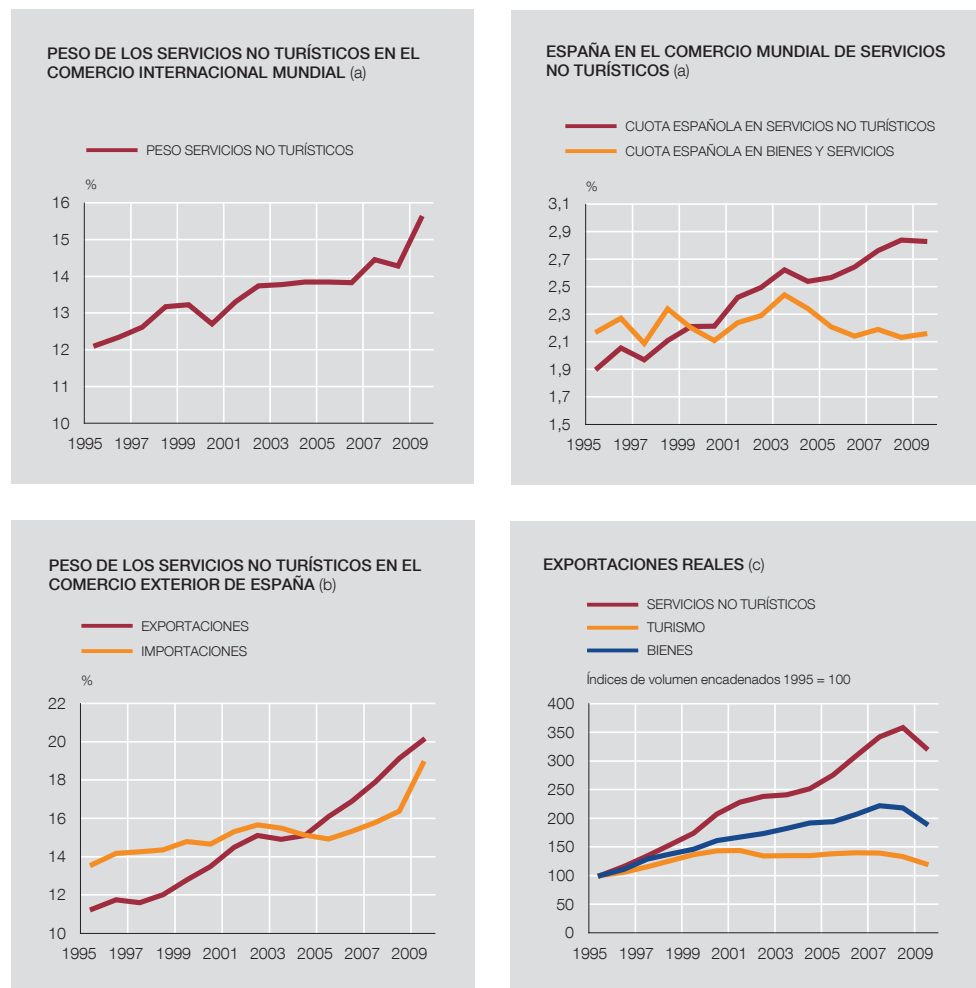 PESO DE LOS SERVICIOS NO TURÍSTICOS EN EL
COMERCIO INTERNACIONAL MUNDIAL (a)
PESO SERVICIOS NO TURÍSTICOS
%
16
15
14
13
12
11
10
1995 1997 1999 2001 2003 2005 2007 2009
ESPAÑA EN EL COMERCIO MUNDIAL DE SERVICIOS
NO TURÍSTICOS (a)
CUOTA ESPAÑOLA EN SERVICIOS NO TURÍSTICOS
CUOTA ESPAÑOLA EN BIENES Y SERVICIOS
%
3,1
2,9
2,7
2,5
2,3
2,1
1,9
1,7
1,5
1995 1997 1999 2001 2003 2005 2007 2009
PESO DE LOS SERVICIOS NO TURÍSTICOS EN EL
COMERCIO EXTERIOR DE ESPAÑA (b)
EXPORTACIONES
IMPORTACIONES
%
22
20
18
16
14
12
10
1995 1997 1999 2001 2003 2005 2007 2009
EXPORTACIONES REALES (c)
SERVICIOS NO TURÍSTICOS
TURISMO
BIENES
Índices de volumen encadenados 1995 = 100
400
350
300
250
200
150
100
50
0
1995 1997 1999 2001 2003 2005 2007 2009